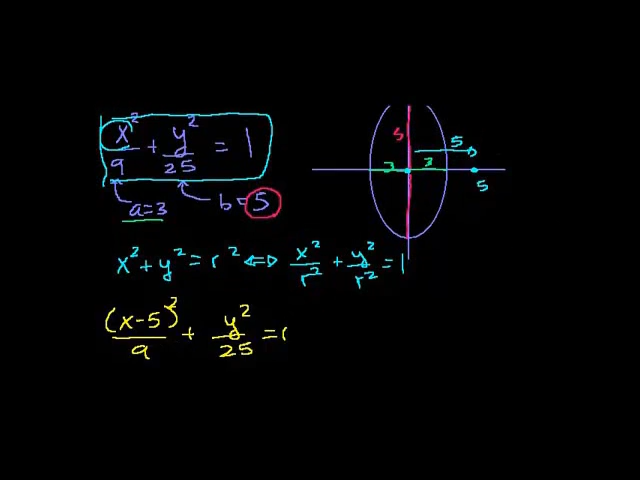 x²/9 + y²/25 = 1
a=3 b=5
x² + y² = r² ⇔ x²/r² + y²/r² = 1
(x-5)²/9 + y²/25 = 1
5
5
3 3
5